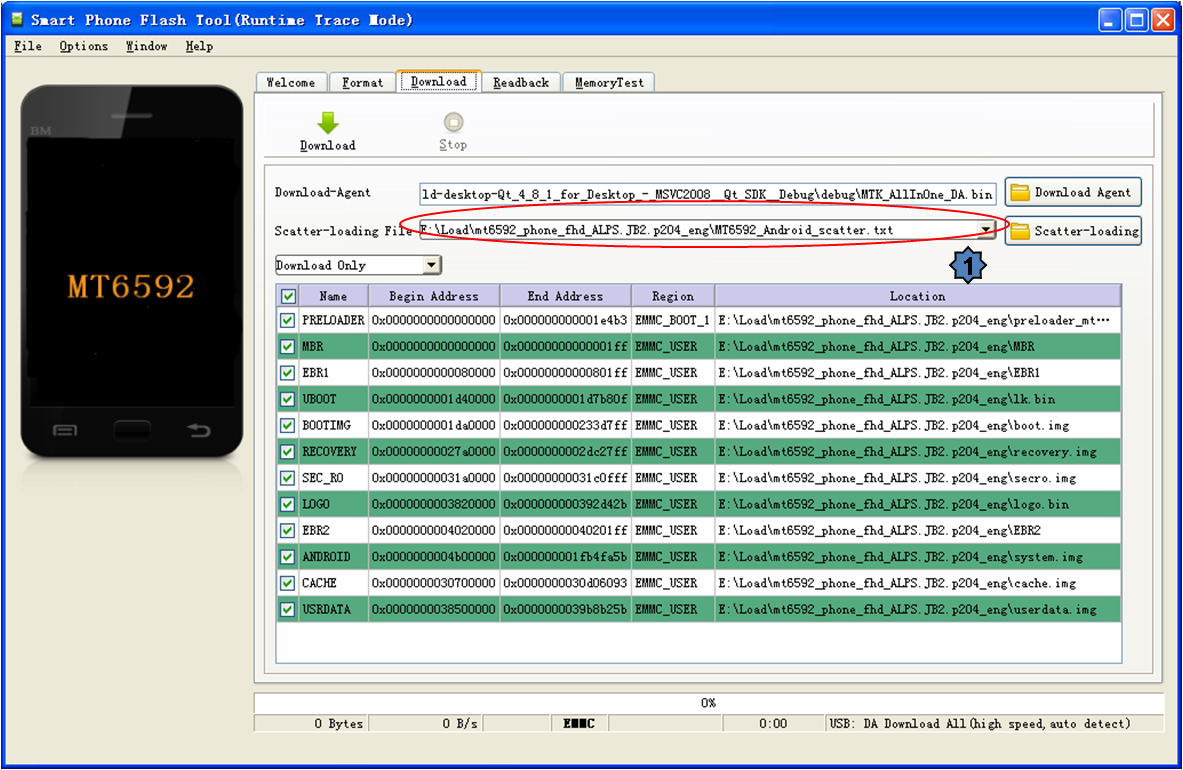 Smart Phone Flash Tool(Runtime Trace Mode)
File Options Window Help
Welcome Format Download Readback MemoryTest
BM
Download Stop
Download-Agent ld-desktop-Qt_4_8_1_for_Desktop_-_MSVC2008__Qt_SDK__Debug\debug\MTK_AllInOne_DA.bin Download Agent
Scatter-loading File E:\Load\mt6592_phone_fhd_ALPS.JB2.p204_eng\MT6592_Android_scatter.txt Scatter-loading
1
Download Only
MT6592
Name Begin Address End Address Region Location
PRELOADER 0x0000000000000000 0x000000000001e4b3 EMMC_BOOT_1 E:\Load\mt6592_phone_fhd_ALPS.JB2.p204_eng\preloader_mt...
MBR 0x0000000000000000 0x00000000000001ff EMMC_USER E:\Load\mt6592_phone_fhd_ALPS.JB2.p204_eng\MBR
EBR1 0x0000000000080000 0x00000000000801ff EMMC_USER E:\Load\mt6592_phone_fhd_ALPS.JB2.p204_eng\EBR1
UBOOT 0x0000000001d40000 0x0000000001d7b80f EMMC_USER E:\Load\mt6592_phone_fhd_ALPS.JB2.p204_eng\lk.bin
BOOTIMG 0x0000000001da0000 0x000000000233d7ff EMMC_USER E:\Load\mt6592_phone_fhd_ALPS.JB2.p204_eng\boot.img
RECOVERY 0x00000000027a0000 0x0000000002dc27ff EMMC_USER E:\Load\mt6592_phone_fhd_ALPS.JB2.p204_eng\recovery.img
SEC_RO 0x00000000031a0000 0x00000000031c0fff EMMC_USER E:\Load\mt6592_phone_fhd_ALPS.JB2.p204_eng\secro.img
LOGO 0x0000000003820000 0x000000000392d42b EMMC_USER E:\Load\mt6592_phone_fhd_ALPS.JB2.p204_eng\logo.bin
EBR2 0x0000000004020000 0x00000000040201ff EMMC_USER E:\Load\mt6592_phone_fhd_ALPS.JB2.p204_eng\EBR2
ANDROID 0x0000000004b00000 0x000000001fb4fa5b EMMC_USER E:\Load\mt6592_phone_fhd_ALPS.JB2.p204_eng\system.img
CACHE 0x0000000030700000 0x0000000030d06093 EMMC_USER E:\Load\mt6592_phone_fhd_ALPS.JB2.p204_eng\cache.img
USRDATA 0x0000000038500000 0x0000000039b8b25b EMMC_USER E:\Load\mt6592_phone_fhd_ALPS.JB2.p204_eng\userdata.img
0%
0 Bytes 0 B/s EMMC 0:00 USB: DA Download All(high speed,auto detect)